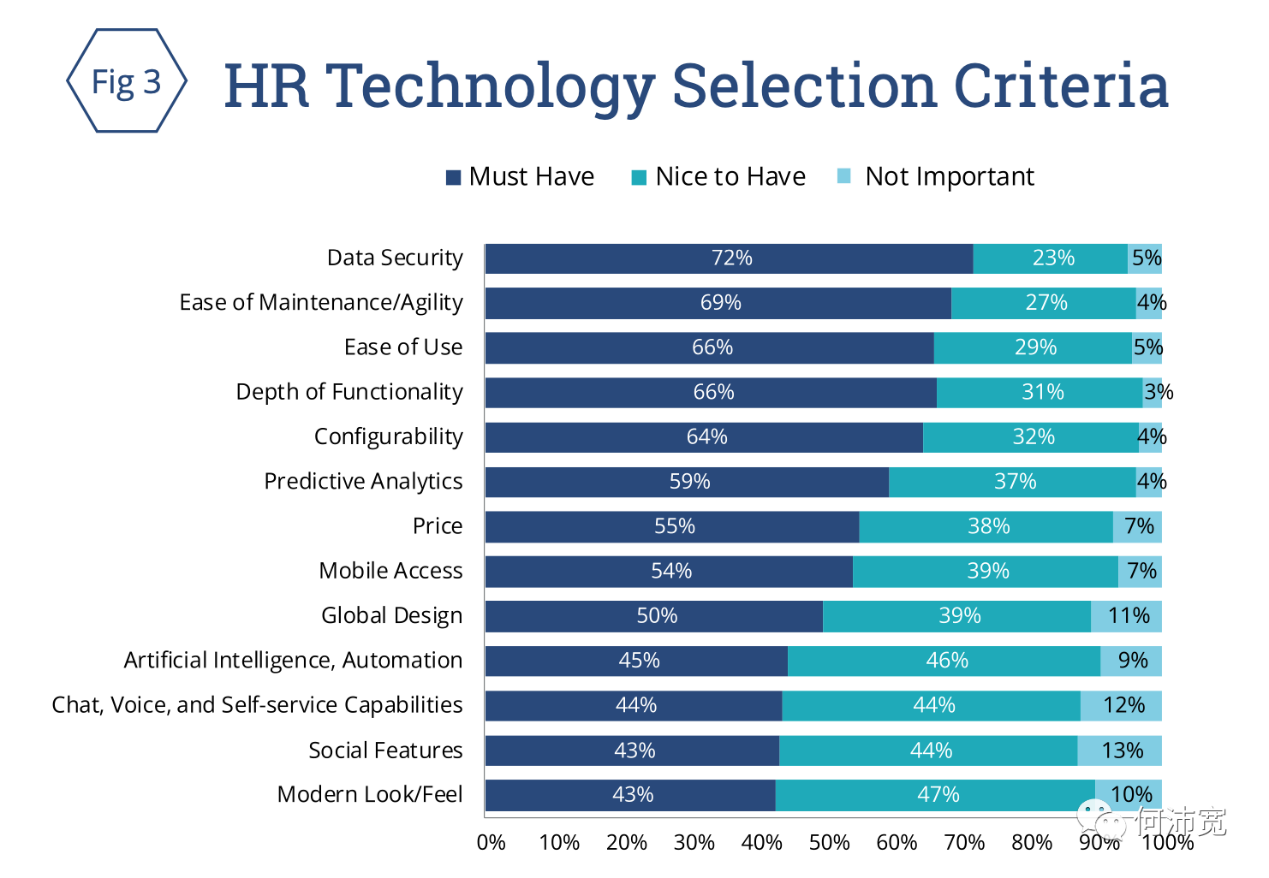 Fig 3
HR Technology Selection Criteria
Must Have Nice to Have Not Important
Data Security 72% 23% 5%
Ease of Maintenance/Agility 69% 27% 4%
Ease of Use 66% 29% 5%
Depth of Functionality 66% 31% 3%
Configurability 64% 32% 4%
Predictive Analytics 59% 37% 4%
Price 55% 38% 7%
Mobile Access 54% 39% 7%
Global Design 50% 39% 11%
Artificial Intelligence, Automation 45% 46% 9%
Chat, Voice, and Self-service Capabilities 44% 44% 12%
Social Features 43% 44% 13%
Modern Look/Feel 43% 47% 10%
何沛宽
0% 10% 20% 30% 40% 50% 60% 70% 80% 90% 100%